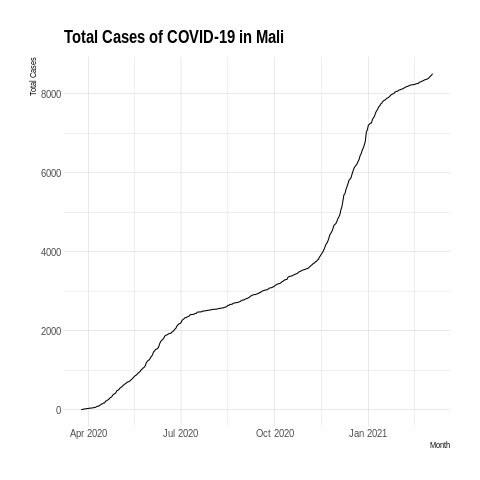 Total Cases of COVID-19 in Mali
Total Cases
8000
6000
4000
2000
0
Apr 2020
Jul 2020
Oct 2020
Jan 2021
Month